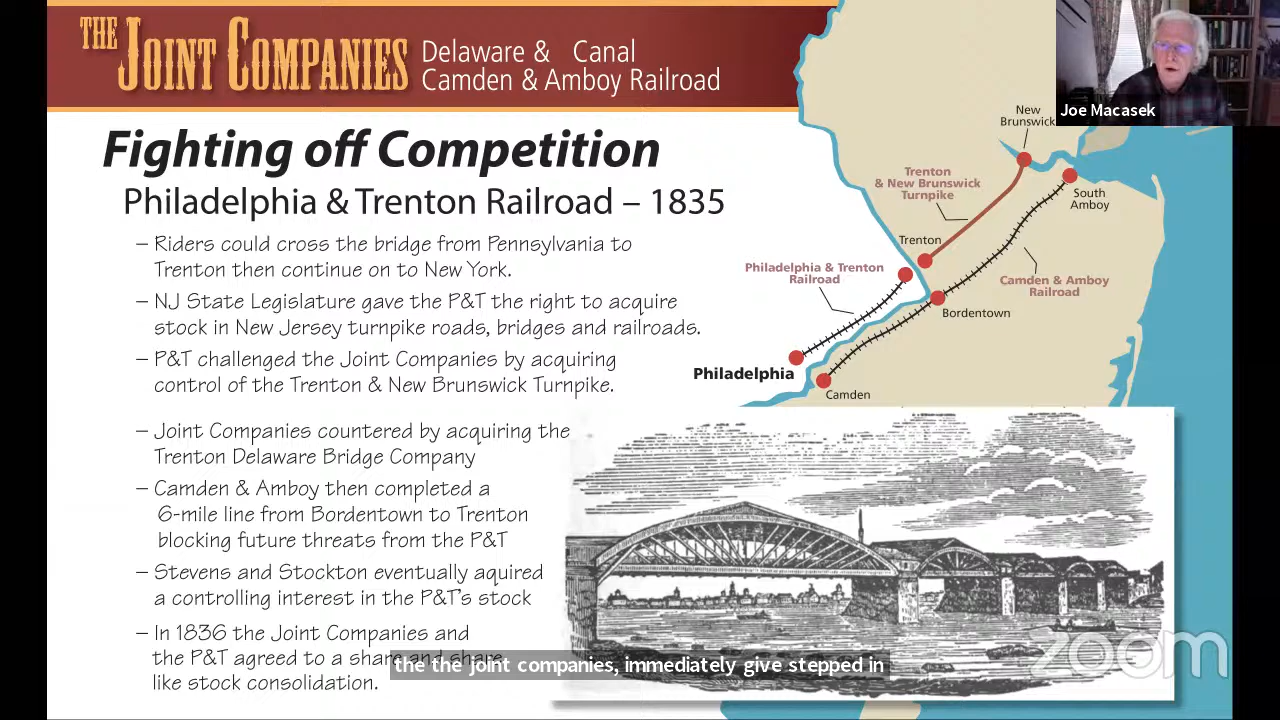 THE JOINT COMPANIES
Delaware & Canal
Camden & Amboy Railroad
Joe Macasek
Fighting off Competition
Philadelphia & Trenton Railroad – 1835
– Riders could cross the bridge from Pennsylvania to
Trenton then continue on to New York.
– NJ State Legislature gave the P&T the right to acquire
stock in New Jersey turnpike roads, bridges and railroads.
– P&T challenged the Joint Companies by acquiring
control of the Trenton & New Brunswick Turnpike.
– Joint Companies countered by acquiring the
Trenton Delaware Bridge Company
– Camden & Amboy then completed a
6-mile line from Bordentown to Trenton
blocking future threats from the P&T
– Stevens and Stockton eventually aquired
a controlling interest in the P&T's stock
– In 1836 the Joint Companies and
the P&T agreed to a share
like stock consolidation.
New
Brunswick
Trenton
& New Brunswick
Turnpike
South
Amboy
Trenton
Philadelphia & Trenton
Railroad
Camden & Amboy
Railroad
Bordentown
Philadelphia
Camden
the the joint companies, immediately give stepped in
zoom